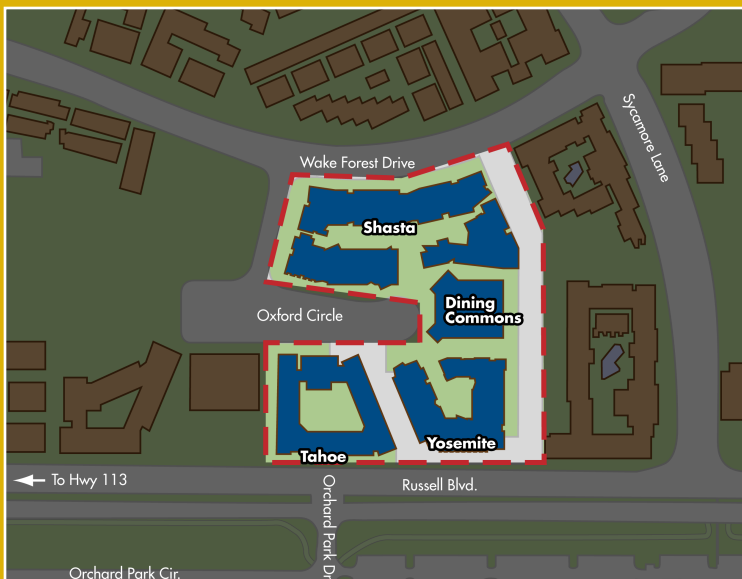 Sycamore Lane
Wake Forest Drive
Shasta
Dining
Commons
Oxford Circle
Yosemite
Tahoe
To Hwy 113
Russell Blvd.
Orchard Park Dr
Orchard Park Cir.